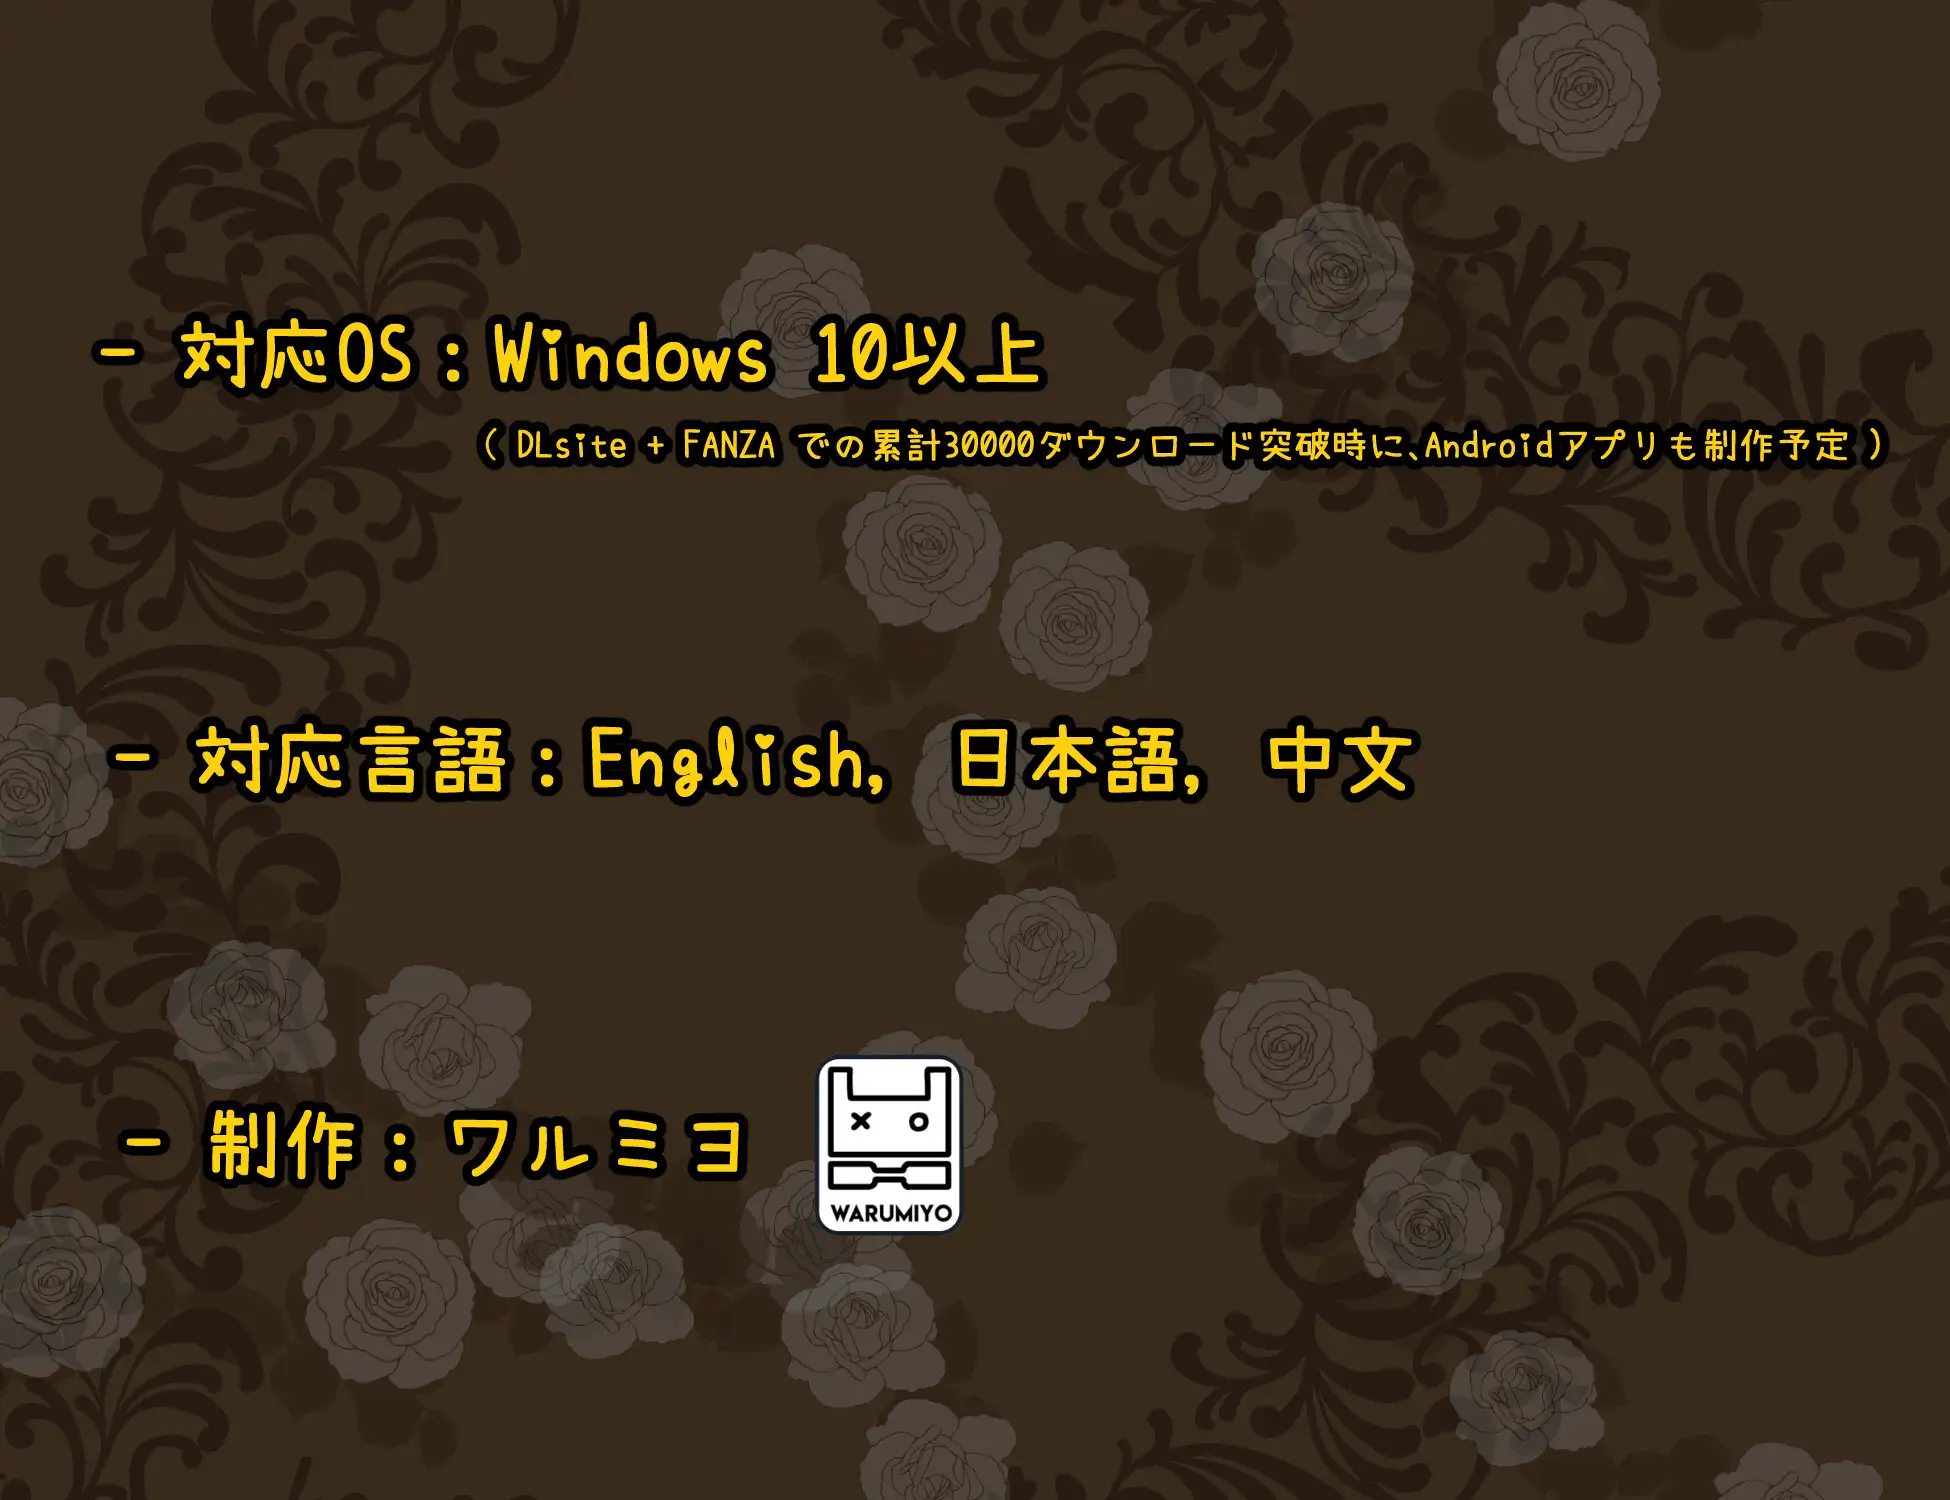 - 対応OS：Windows 10以上
( DLsite + FANZA での累計30000ダウンロード突破時に、Androidアプリも制作予定 )
- 対応言語：English, 日本語, 中文
- 制作：ワルミヨ
WARUMIYO